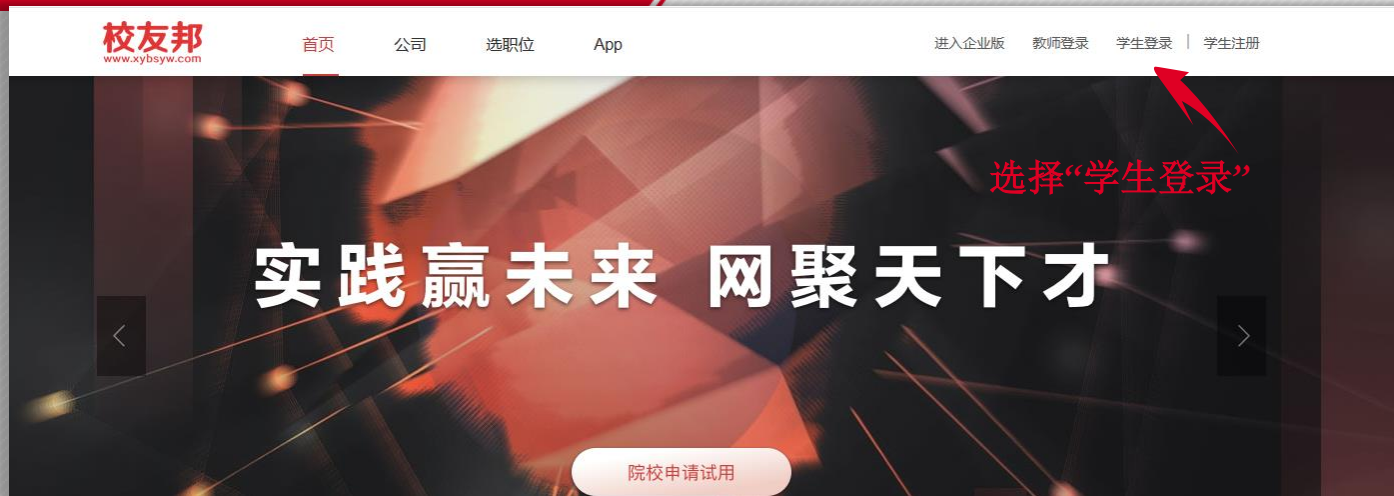 校友邦
www.xybsyw.com
首页 公司 选职位 App 进入企业版 教师登录 学生登录 | 学生注册
选择“学生登录”
实践赢未来 网聚天下才
院校申请试用